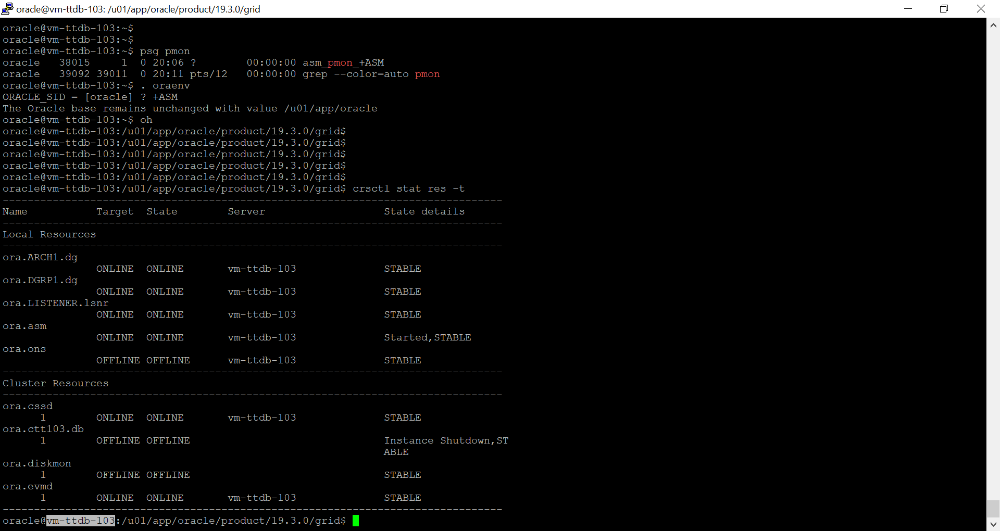 oracle@vm-ttdb-103: /u01/app/oracle/product/19.3.0/grid
oracle@vm-ttdb-103:~$
oracle@vm-ttdb-103:~$
oracle@vm-ttdb-103:~$ psg pmon
oracle   38015     1  0 20:06 ?        00:00:00 asm_pmon_+ASM
oracle   39092 39011  0 20:11 pts/12   00:00:00 grep --color=auto pmon
oracle@vm-ttdb-103:~$ . oraenv
ORACLE_SID = [oracle] ? +ASM
The Oracle base remains unchanged with value /u01/app/oracle
oracle@vm-ttdb-103:~$ oh
oracle@vm-ttdb-103:/u01/app/oracle/product/19.3.0/grid$
oracle@vm-ttdb-103:/u01/app/oracle/product/19.3.0/grid$
oracle@vm-ttdb-103:/u01/app/oracle/product/19.3.0/grid$
oracle@vm-ttdb-103:/u01/app/oracle/product/19.3.0/grid$
oracle@vm-ttdb-103:/u01/app/oracle/product/19.3.0/grid$
oracle@vm-ttdb-103:/u01/app/oracle/product/19.3.0/grid$ crsctl stat res -t
--------------------------------------------------------------------------------
Name           Target  State        Server                   State details
--------------------------------------------------------------------------------
Local Resources
--------------------------------------------------------------------------------
ora.ARCH1.dg
               ONLINE  ONLINE       vm-ttdb-103              STABLE
ora.DGRP1.dg
               ONLINE  ONLINE       vm-ttdb-103              STABLE
ora.LISTENER.lsnr
               ONLINE  ONLINE       vm-ttdb-103              STABLE
ora.asm
               ONLINE  ONLINE       vm-ttdb-103              Started,STABLE
ora.ons
               OFFLINE OFFLINE      vm-ttdb-103              STABLE
--------------------------------------------------------------------------------
Cluster Resources
--------------------------------------------------------------------------------
ora.cssd
      1        ONLINE  ONLINE       vm-ttdb-103              STABLE
ora.ctt103.db
      1        OFFLINE OFFLINE                               Instance Shutdown,ST
                                                             ABLE
ora.diskmon
      1        OFFLINE OFFLINE                               STABLE
ora.evmd
      1        ONLINE  ONLINE       vm-ttdb-103              STABLE
--------------------------------------------------------------------------------
oracle@vm-ttdb-103:/u01/app/oracle/product/19.3.0/grid$